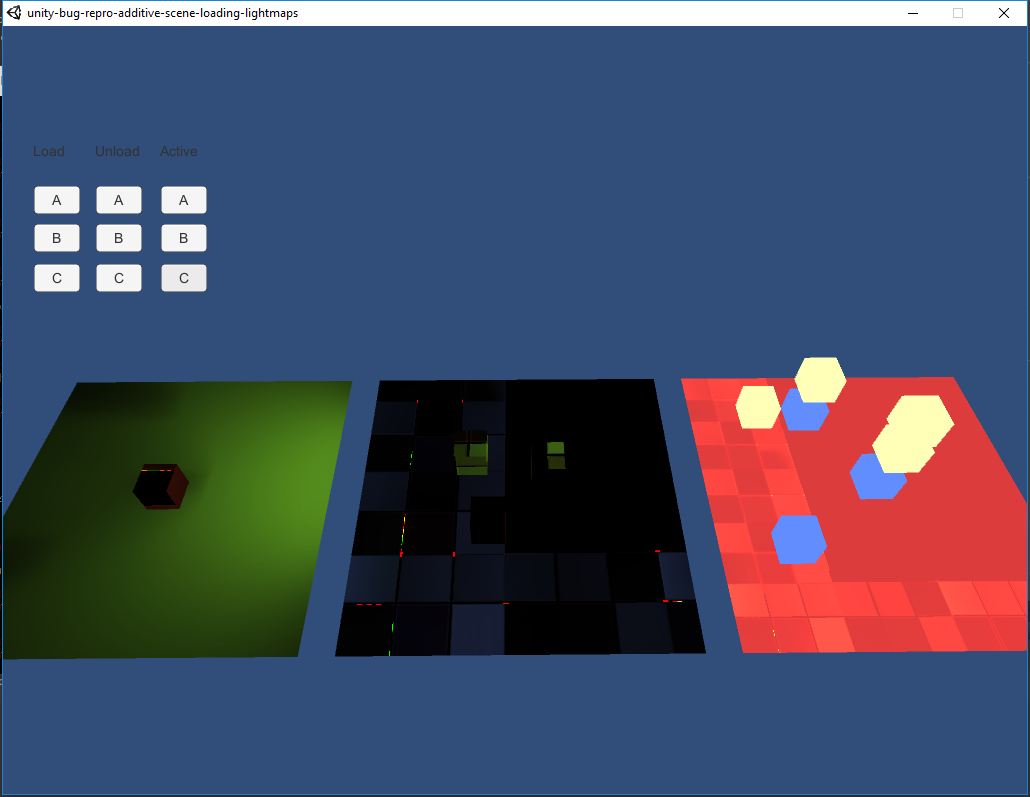 unity-bug-repro-additive-scene-loading-lightmaps
Load Unload Active
A A A
B B B
C C C